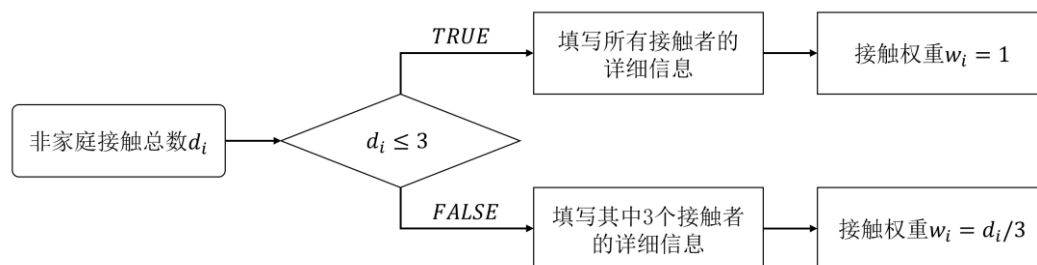 TRUE
填写所有接触者的
详细信息
接触权重w_i = 1
非家庭接触总数d_i
d_i ≤ 3
FALSE
填写其中3个接触者
的详细信息
接触权重w_i = d_i/3